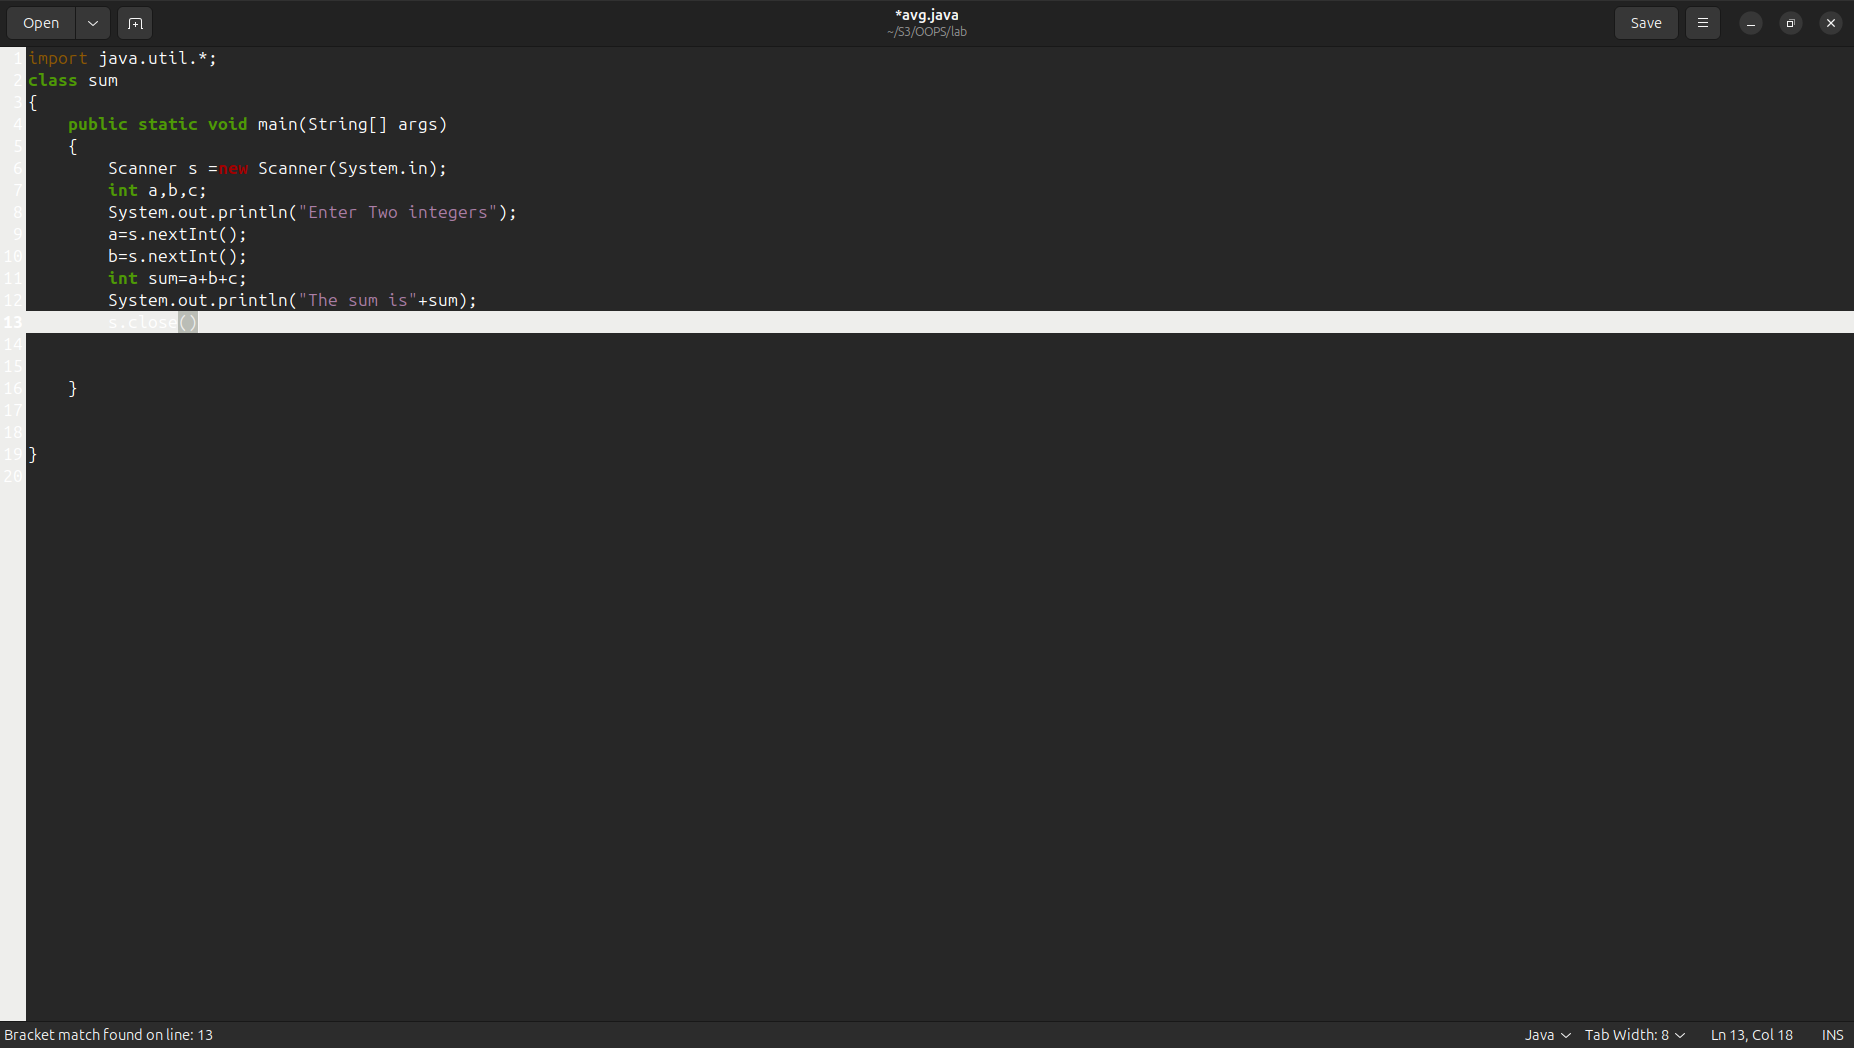 Open
*avg.java
~/S3/OOPS/lab
Save
1 import java.util.*;
2 class sum
3 {
4 public static void main(String[] args)
5 {
6 Scanner s =new Scanner(System.in);
7 int a,b,c;
8 System.out.println("Enter Two integers");
9 a=s.nextInt();
10 b=s.nextInt();
11 int sum=a+b+c;
12 System.out.println("The sum is"+sum);
13 s.close()
14
15
16 }
17
18
19 }
20
Bracket match found on line: 13
Java
Tab Width: 8
Ln 13, Col 18
INS